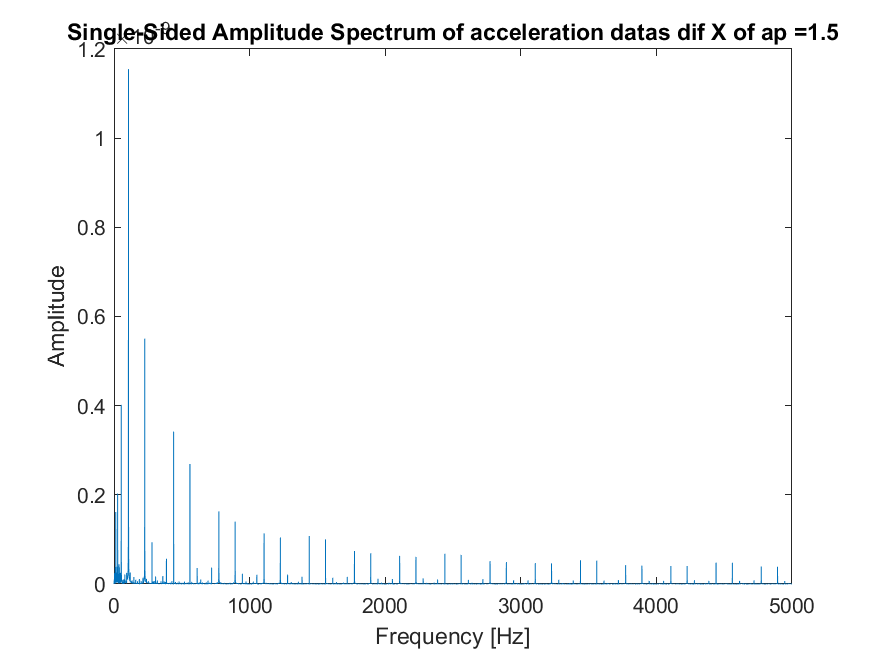 Single-Sided Amplitude Spectrum of acceleration datas dif X of ap =1.5
1.2
1
0.8
0.6
0.4
0.2
0
Amplitude
0 1000 2000 3000 4000 5000
Frequency [Hz]